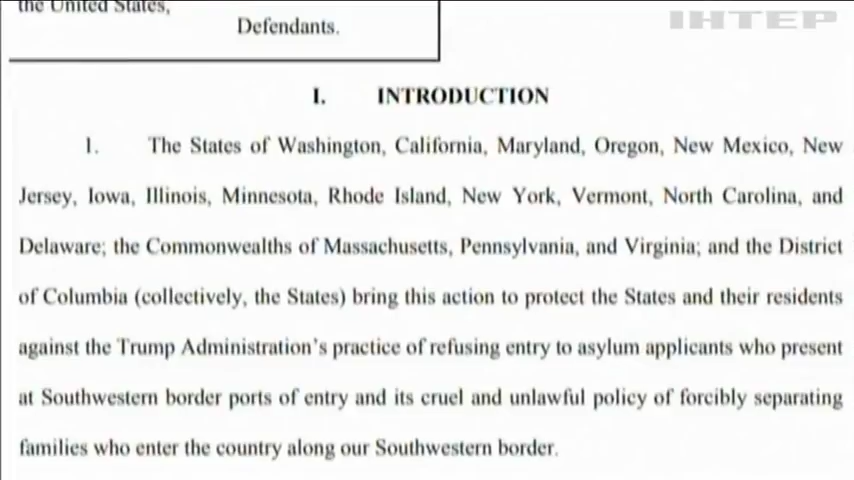 the United States,
Defendants.
ІНТЕР
I. INTRODUCTION
1. The States of Washington, California, Maryland, Oregon, New Mexico, New
Jersey, Iowa, Illinois, Minnesota, Rhode Island, New York, Vermont, North Carolina, and
Delaware; the Commonwealths of Massachusetts, Pennsylvania, and Virginia; and the District
of Columbia (collectively, the States) bring this action to protect the States and their residents
against the Trump Administration's practice of refusing entry to asylum applicants who present
at Southwestern border ports of entry and its cruel and unlawful policy of forcibly separating
families who enter the country along our Southwestern border.